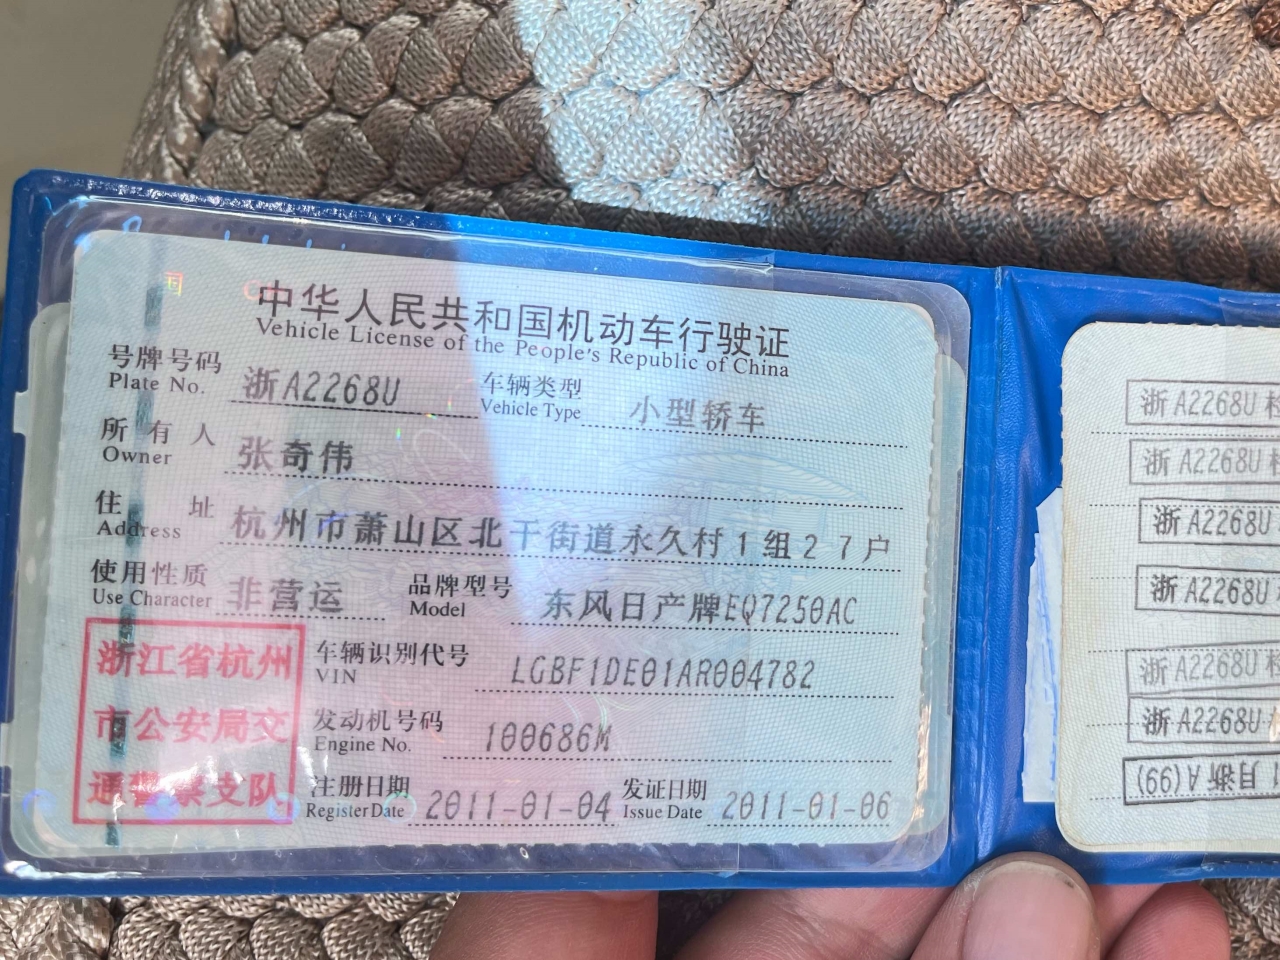 中华人民共和国机动车行驶证
Vehicle License of the People's Republic of China
号牌号码 浙A2268U 车辆类型 小型轿车
Plate No. Vehicle Type
所有人 张奇伟
Owner
住址 杭州市萧山区北干街道永久村1组27户
Address
使用性质 非营运 品牌型号 东风日产牌EQ7250AC
Use Character Model
浙江省杭州
市公安局交
通警察支队
车辆识别代号 LGBF1DE01AR004782
VIN
发动机号码 100686M
Engine No.
注册日期 2011-01-04 发证日期 2011-01-06
Register Date Issue Date
浙A2268U
浙A2268U
浙A2268U
浙A2268U
浙A2268U
浙A2268U
月浙A(99)